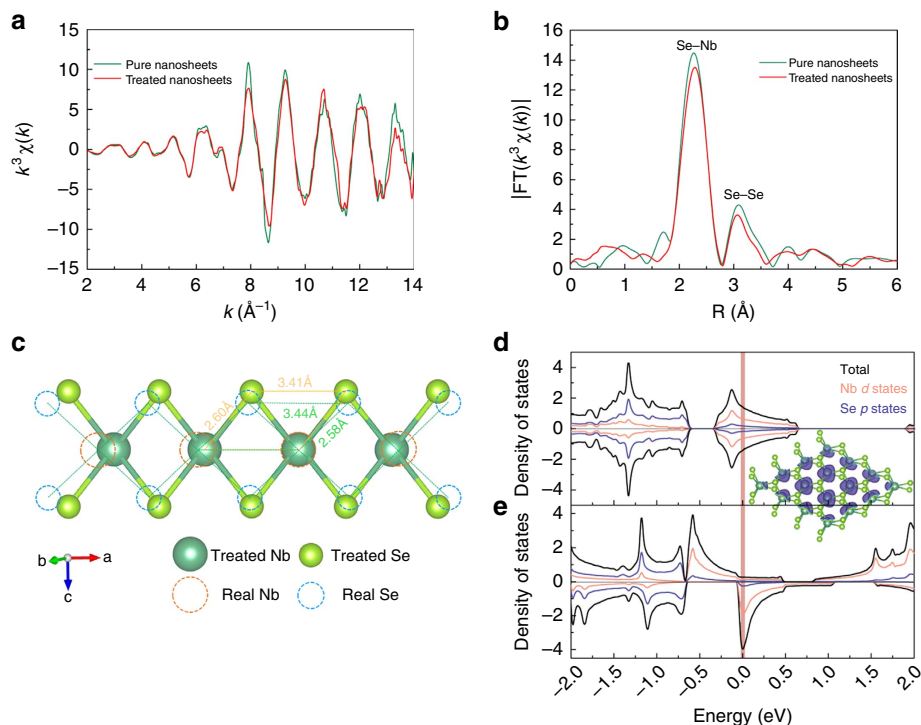 a
Pure nanosheets
Treated nanosheets
k³ χ(k)
15
10
5
0
−5
−10
−15
2 4 6 8 10 12 14
k (Å⁻¹)
b
Se–Nb
Pure nanosheets
Treated nanosheets
Se–Se
|FT(k³ χ(k))|
16
14
12
10
8
6
4
2
0
0 1 2 3 4 5 6
R (Å)
c
3.41Å
2.60Å
3.44Å
2.58Å
b a
c
Treated Nb Treated Se
Real Nb Real Se
d
Total
Nb d states
Se p states
Density of states
4
2
0
−2
−4
e
Density of states
4
2
0
−2
−4
−2.0 −1.5 −1.0 −0.5 0.0 0.5 1.0 1.5 2.0
Energy (eV)